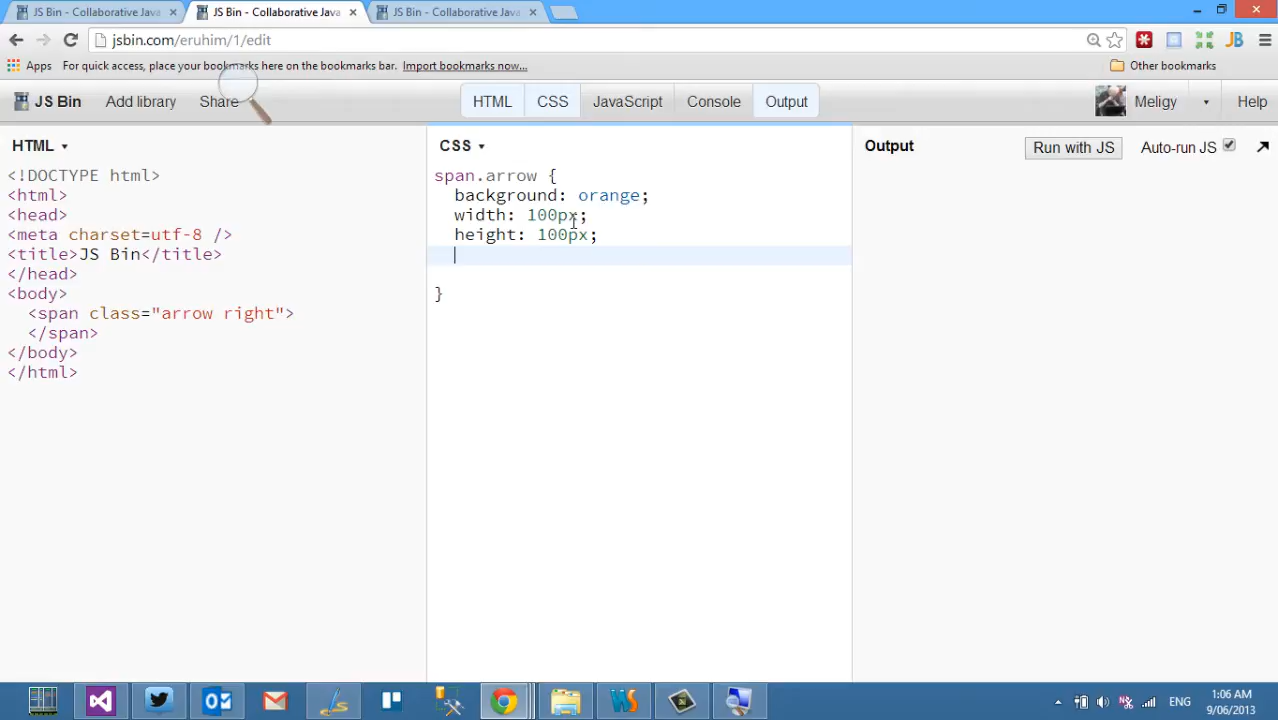 JS Bin - Collaborative Java
JS Bin - Collaborative Java
JS Bin - Collaborative Java
jsbin.com/eruhim/1/edit
Apps For quick access, place your bookmarks here on the bookmarks bar. Import bookmarks now... Other bookmarks
JS Bin Add library Share HTML CSS JavaScript Console Output Meligy Help
HTML
<!DOCTYPE html>
<html>
<head>
<meta charset=utf-8 />
<title>JS Bin</title>
</head>
<body>
<span class="arrow right">
</span>
</body>
</html>
CSS
span.arrow {
background: orange;
width: 100px;
height: 100px;
}
Output Run with JS Auto-run JS
ENG
1:06 AM
9/06/2013